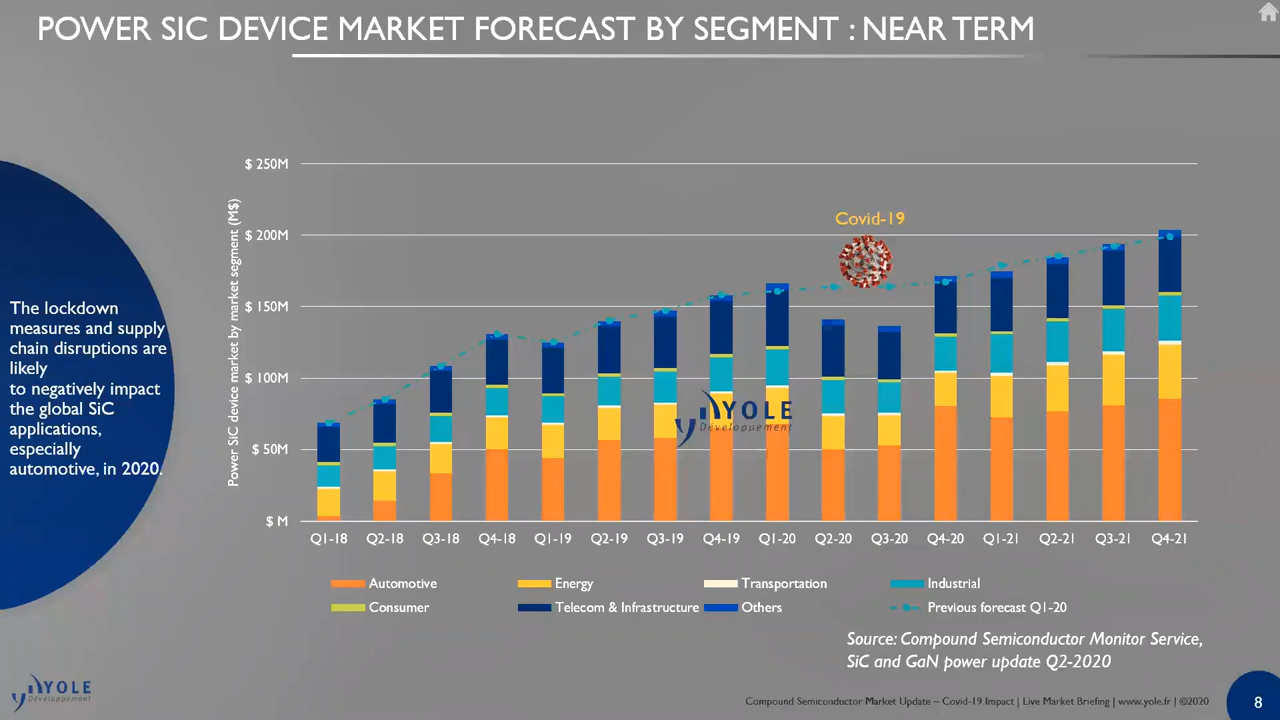 POWER SIC DEVICE MARKET FORECAST BY SEGMENT : NEAR TERM
The lockdown
measures and supply
chain disruptions are
likely
to negatively impact
the global SiC
applications,
especially
automotive, in 2020.
Power SiC device market by market segment (M$)
$ 250M
$ 200M
$ 150M
$ 100M
$ 50M
$ M
Covid-19
YOLE
Développement
Q1-18 Q2-18 Q3-18 Q4-18 Q1-19 Q2-19 Q3-19 Q4-19 Q1-20 Q2-20 Q3-20 Q4-20 Q1-21 Q2-21 Q3-21 Q4-21
Automotive Energy Transportation Industrial
Consumer Telecom & Infrastructure Others Previous forecast Q1-20
Source: Compound Semiconductor Monitor Service,
SiC and GaN power update Q2-2020
YOLE
Développement
Compound Semiconductor Market Update – Covid-19 Impact | Live Market Briefing | www.yole.fr | ©2020
8